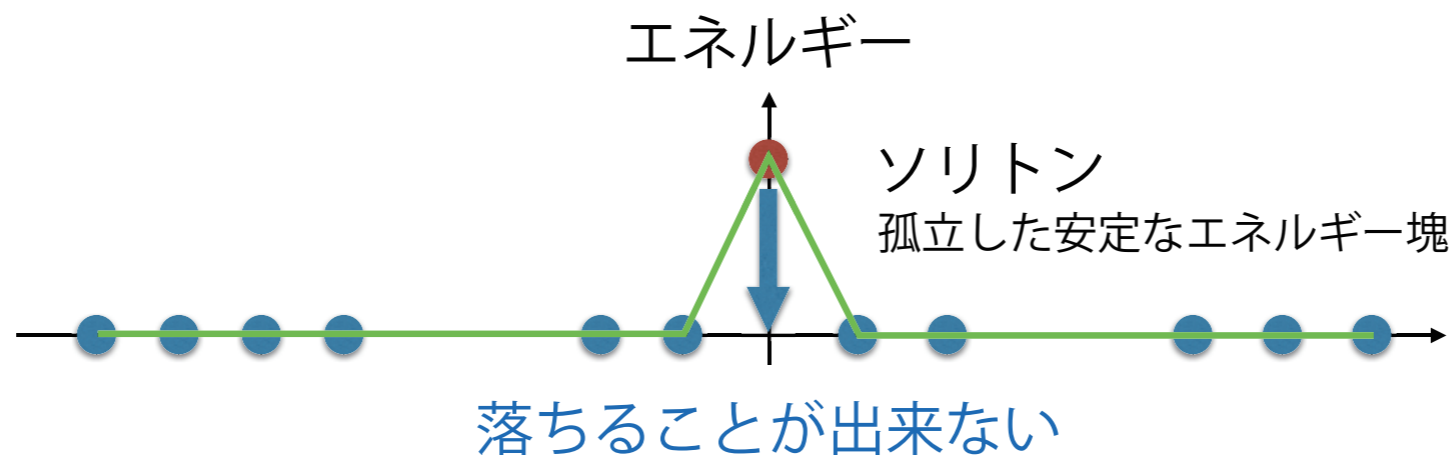 エネルギー
ソリトン
孤立した安定なエネルギー塊
落ちることが出来ない